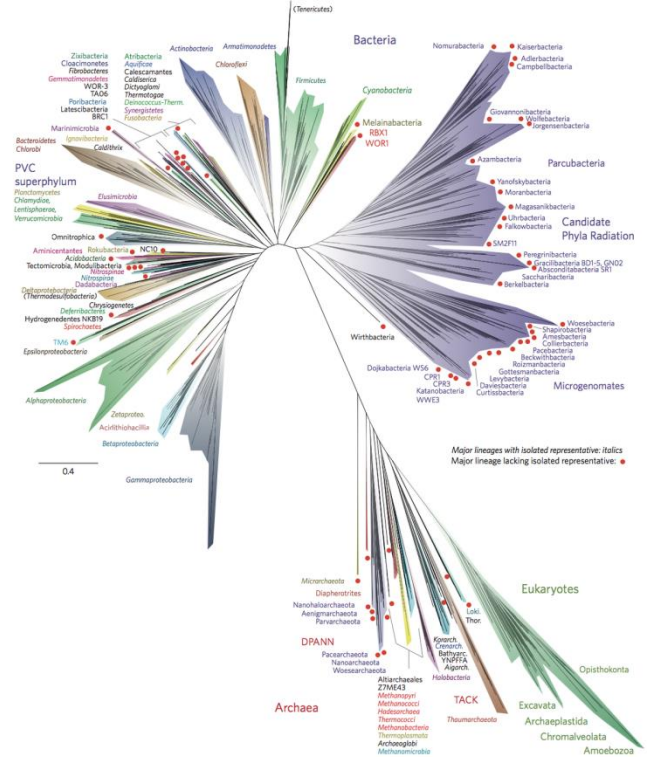 (Tenericutes)
Bacteria
Zixibacteria
Cloacimonetes
Fibrobacteres
Gemmatimonadetes
WOR-3
TA06
Poribacteria
Latescibacteria
BRC1
Atribacteria
Aquificae
Calescamantes
Caldiserica
Dictyoglomi
Thermotogae
Deinococcus-Therm.
Synergistetes
Fusobacteria
Actinobacteria
Armatimonadetes
Chloroflexi
Firmicutes
Cyanobacteria
Melainabacteria
RBX1
WOR1
Marinimicrobia
Bacteroidetes
Chlorobi
Ignavibacteria
Caldithrix
PVC
superphylum
Planctomycetes
Chlamydiae,
Lentisphaerae,
Verrucomicrobia
Elusimicrobia
Omnitrophica
Aminicentantes
Rokubacteria
NC10
Acidobacteria
Tectomicrobia, Modulibacteria
Nitrospinae
Nitrospirae
Dadabacteria
Deltaprotebacteria
(Thermodesulfobacteria)
Chrysiogenetes
Deferribacteres
Hydrogenedentes NKB19
Spirochaetes
TM6
Epsilonproteobacteria
Alphaproteobacteria
Zetaproteo.
Acidithiobacillia
Betaproteobacteria
Gammaproteobacteria
0.4
Nomurabacteria
Kaiserbacteria
Adlerbacteria
Campbellbacteria
Giovannonibacteria
Wolfebacteria
Jorgensenbacteria
Azambacteria
Parcubacteria
Yanofskybacteria
Moranbacteria
Magasanikbacteria
Uhrbacteria
Falkowbacteria
Candidate
Phyla Radiation
SM2F11
Peregrinibacteria
Gracilibacteria BD1-5, GN02
Absconditabacteria SR1
Saccharibacteria
Berkelbacteria
Woesebacteria
Shapirobacteria
Amesbacteria
Collierbacteria
Pacebacteria
Beckwithbacteria
Roizmanbacteria
Gottesmanbacteria
Levybacteria
Daviesbacteria
Curtissbacteria
Microgenomates
Wirthbacteria
Dojkabacteria WS6
CPR1
CPR3
Katanobacteria
WWE3
Major lineages with isolated representative: italics
Major lineage lacking isolated representative:
Micrarchaeota
Diapherotrites
Nanohaloarchaeota
Aenigmarchaeota
Parvarchaeota
DPANN
Pacearchaeota
Nanoarchaeota
Woesearchaeota
Archaea
Altiarchaeales
Z7ME43
Methanopyri
Methanococci
Hadesarchaea
Thermococci
Methanobacteria
Thermoplasmata
Archaeoglobi
Methanomicrobia
Halobacteria
Korarch.
Crenarch.
Bathyarc.
YNPFFA
Aigarch.
TACK
Thaumarchaeota
Loki.
Thor.
Eukaryotes
Opisthokonta
Excavata
Archaeplastida
Chromalveolata
Amoebozoa